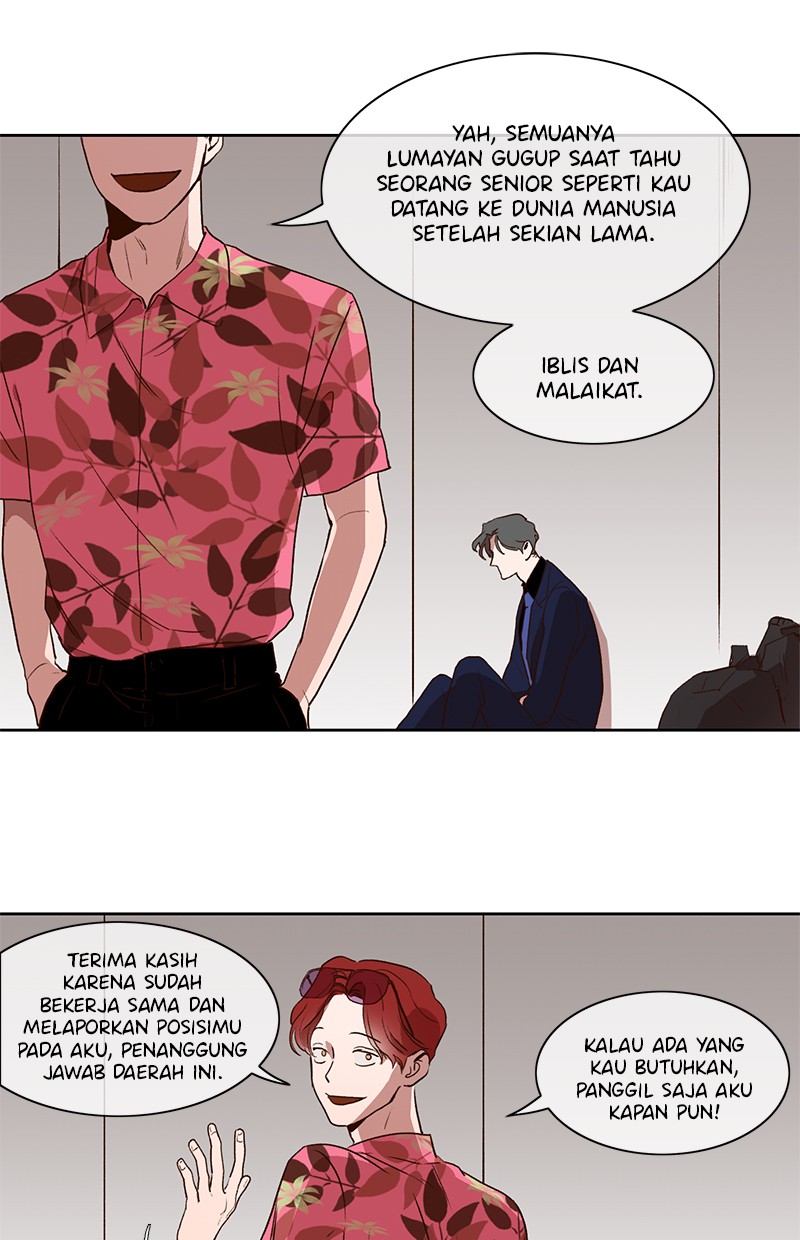 YAH, SEMUANYA
LUMAYAN GUGUP SAAT TAHU
SEORANG SENIOR SEPERTI KAU
DATANG KE DUNIA MANUSIA
SETELAH SEKIAN LAMA.
IBLIS DAN
MALAIKAT.
TERIMA KASIH
KARENA SUDAH
BEKERJA SAMA DAN
MELAPORKAN POSISIMU
PADA AKU, PENANGGUNG
JAWAB DAERAH INI.
KALAU ADA YANG
KAU BUTUHKAN,
PANGGIL SAJA AKU
KAPAN PUN!